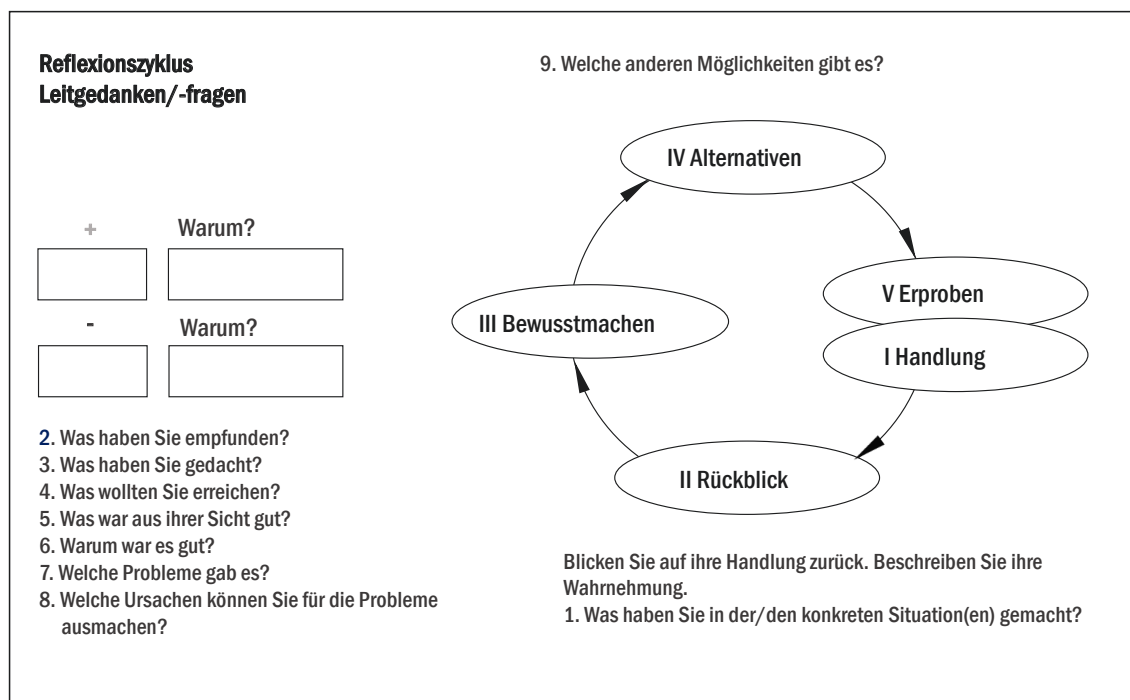 Reflexionszyklus
Leitgedanken/-fragen
9. Welche anderen Möglichkeiten gibt es?
IV Alternativen
+ Warum?
- Warum?
III Bewusstmachen
V Erproben
I Handlung
II Rückblick
2. Was haben Sie empfunden?
3. Was haben Sie gedacht?
4. Was wollten Sie erreichen?
5. Was war aus ihrer Sicht gut?
6. Warum war es gut?
7. Welche Probleme gab es?
8. Welche Ursachen können Sie für die Probleme
ausmachen?
Blicken Sie auf ihre Handlung zurück. Beschreiben Sie ihre
Wahrnehmung.
1. Was haben Sie in der/den konkreten Situation(en) gemacht?